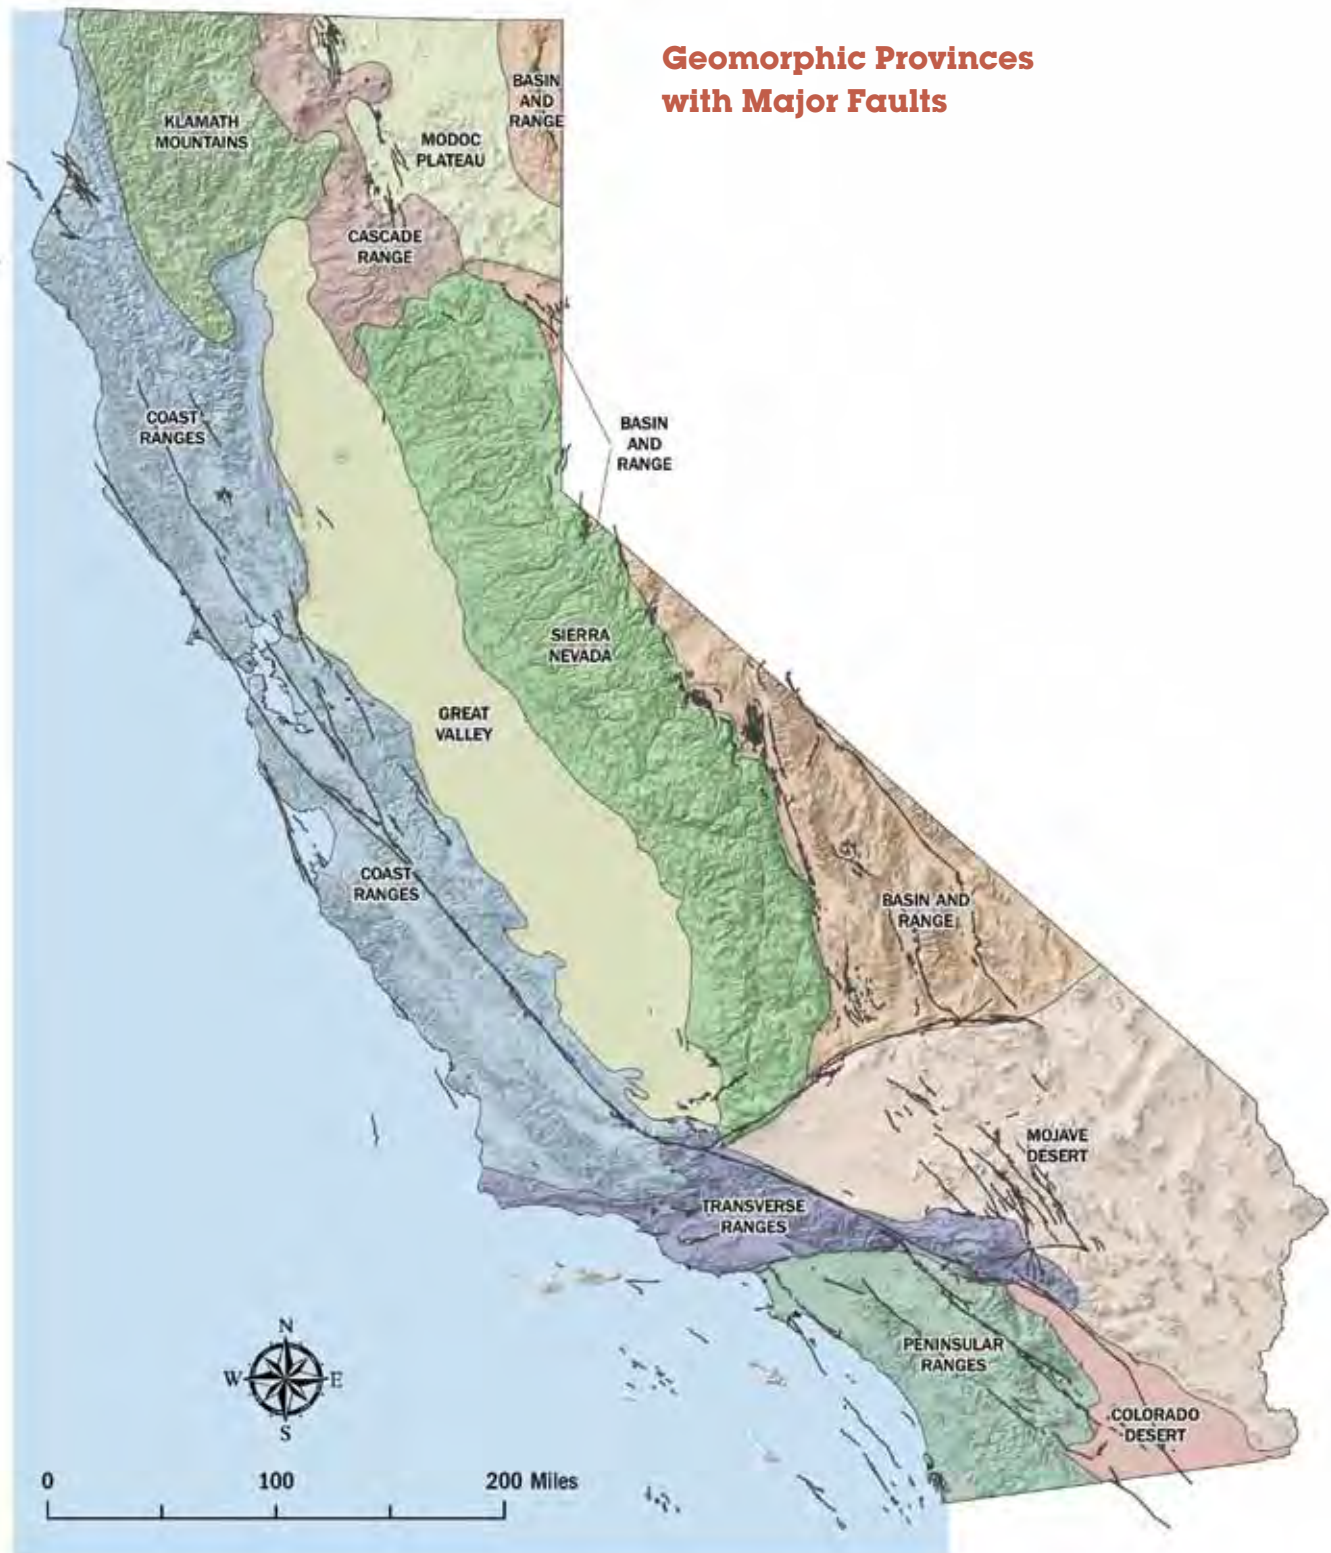 Geomorphic Provinces
with Major Faults
BASIN
AND
RANGE
KLAMATH
MOUNTAINS
MODOC
PLATEAU
CASCADE
RANGE
COAST
RANGES
BASIN
AND
RANGE
SIERRA
NEVADA
GREAT
VALLEY
COAST
RANGES
BASIN AND
RANGE
MOJAVE
DESERT
TRANSVERSE
RANGES
PENINSULAR
RANGES
COLORADO
DESERT
N
W
E
S
0 100 200 Miles